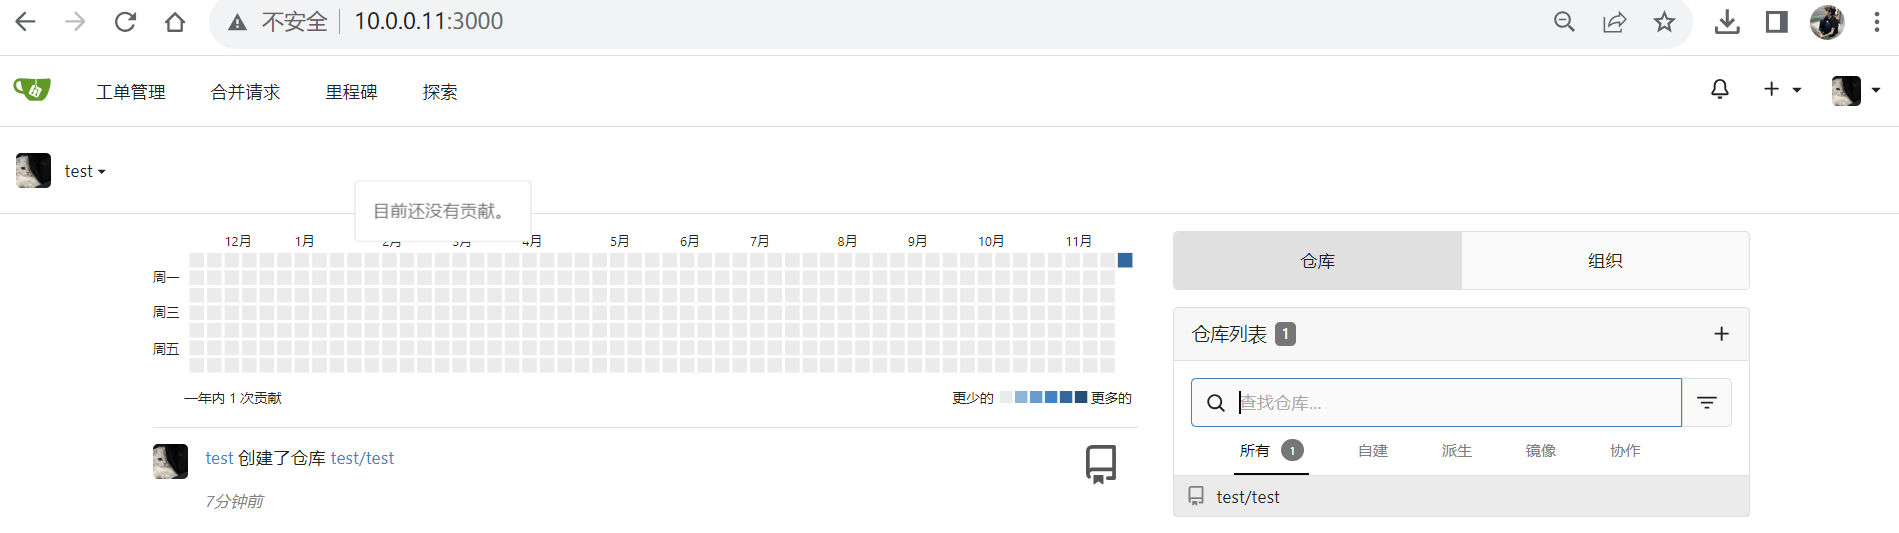 不安全 10.0.0.11:3000
工单管理 合并请求 里程碑 探索
test
目前还没有贡献。
12月 1月 2月 3月 4月 5月 6月 7月 8月 9月 10月 11月
周一
周三
周五
一年内 1 次贡献 更少的 更多的
test 创建了仓库 test/test
7分钟前
仓库 组织
仓库列表 1
查找仓库...
所有 1 自建 派生 镜像 协作
test/test